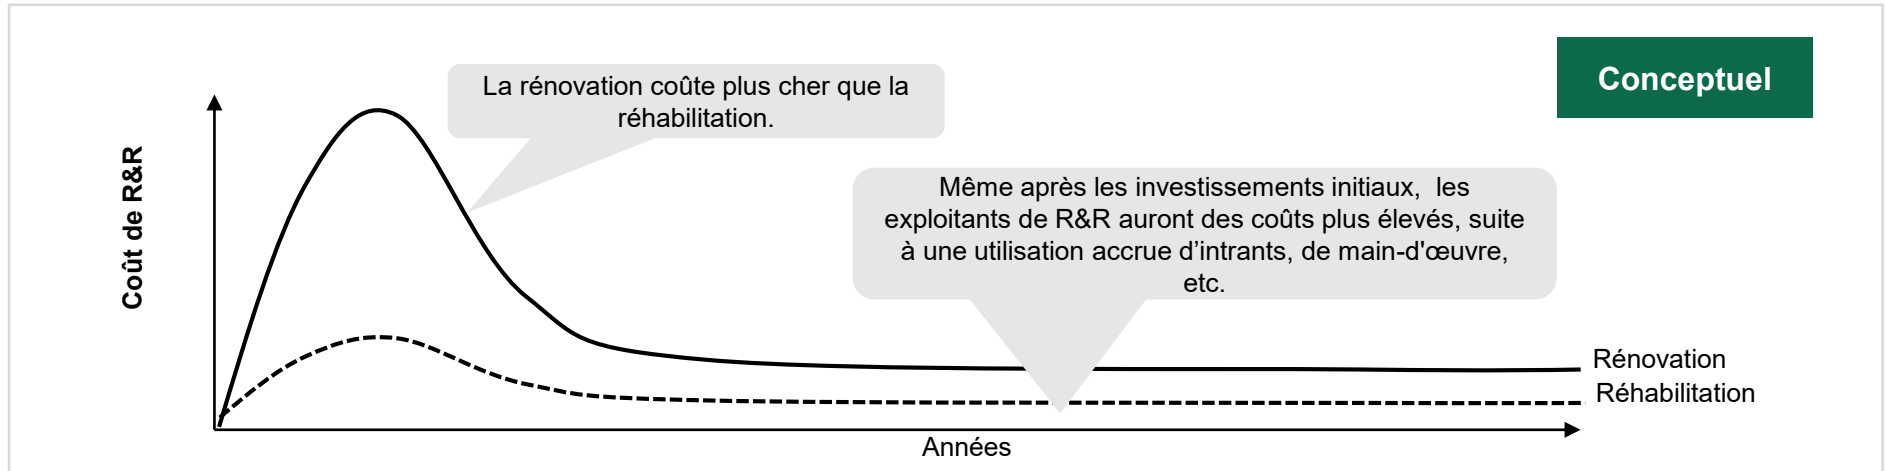 Conceptuel
La rénovation coûte plus cher que la
réhabilitation.
Coût de R&R
Même après les investissements initiaux,  les
exploitants de R&R auront des coûts plus élevés, suite
à une utilisation accrue d’intrants, de main-d'œuvre,
etc.
Rénovation
Réhabilitation
Années